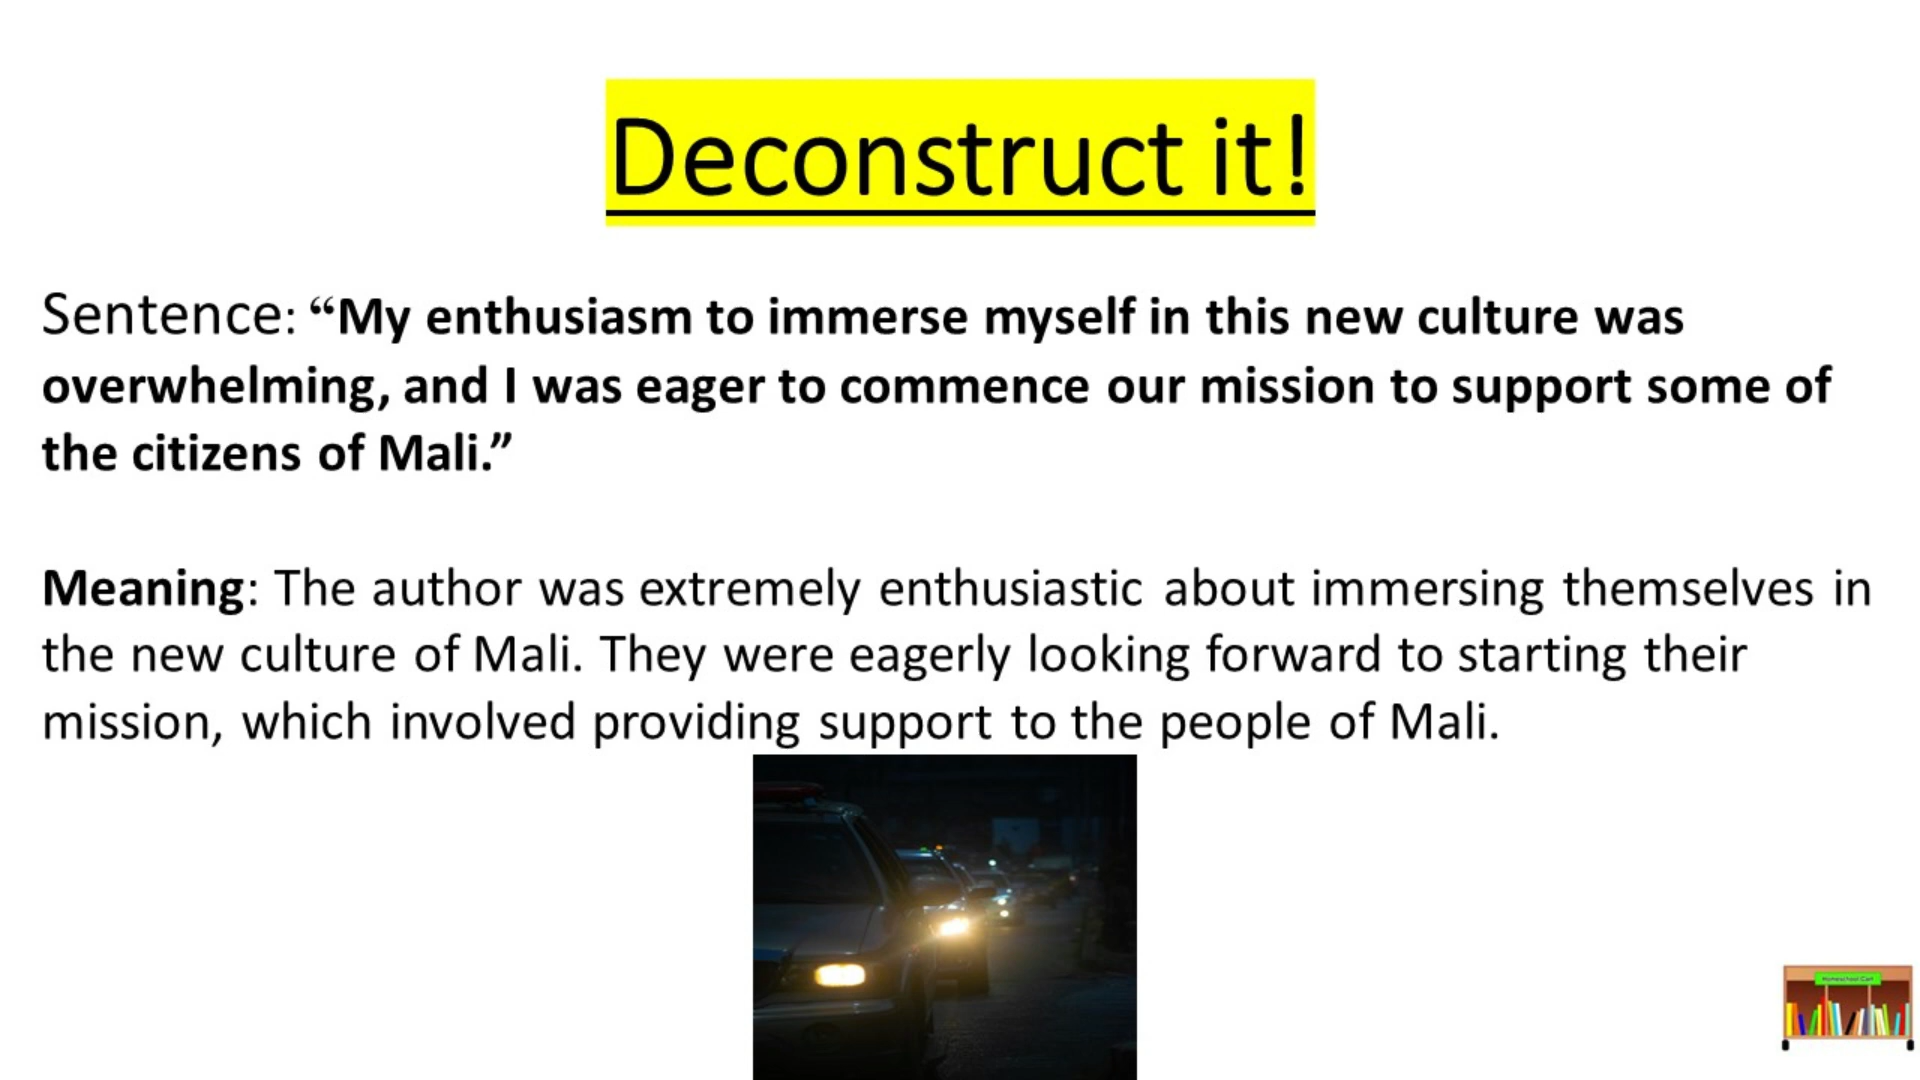 Deconstruct it!
Sentence: “My enthusiasm to immerse myself in this new culture was
overwhelming, and I was eager to commence our mission to support some of
the citizens of Mali.”
Meaning: The author was extremely enthusiastic about immersing themselves in
the new culture of Mali. They were eagerly looking forward to starting their
mission, which involved providing support to the people of Mali.
Homeschool Cart